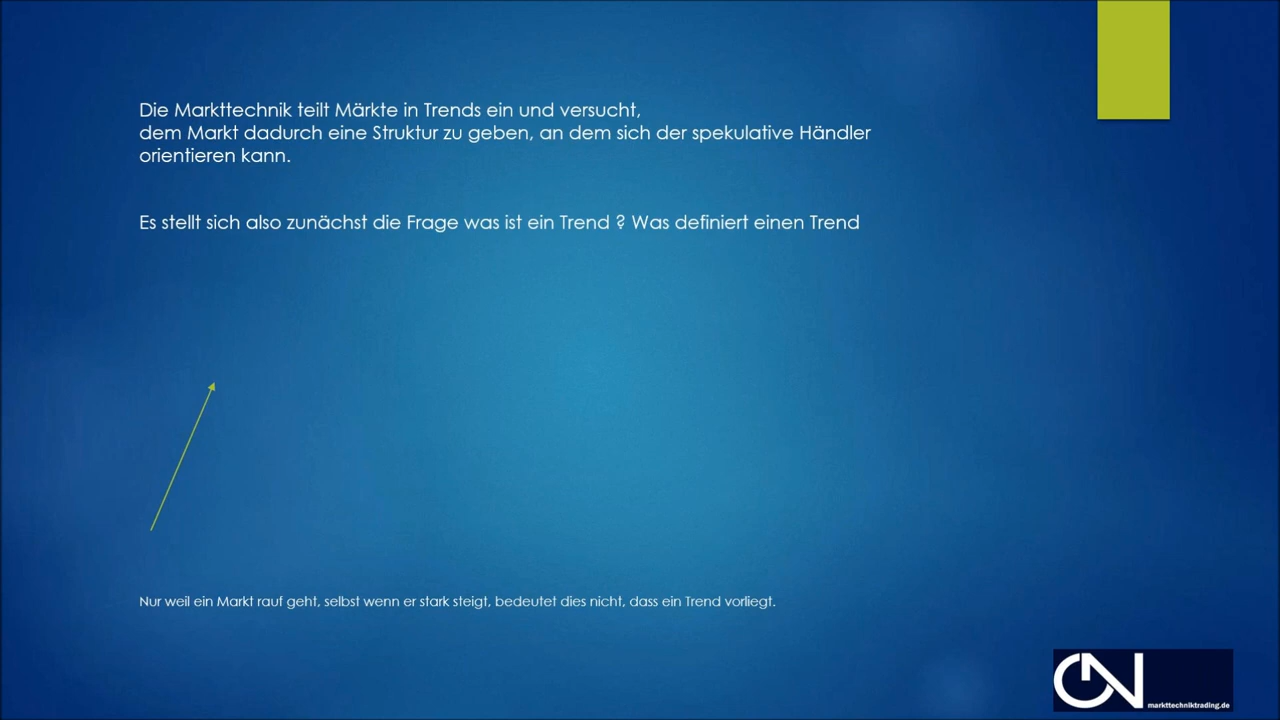 Die Markttechnik teilt Märkte in Trends ein und versucht,
dem Markt dadurch eine Struktur zu geben, an dem sich der spekulative Händler
orientieren kann.
Es stellt sich also zunächst die Frage was ist ein Trend ? Was definiert einen Trend
Nur weil ein Markt rauf geht, selbst wenn er stark steigt, bedeutet dies nicht, dass ein Trend vorliegt.
markttechniktrading.de